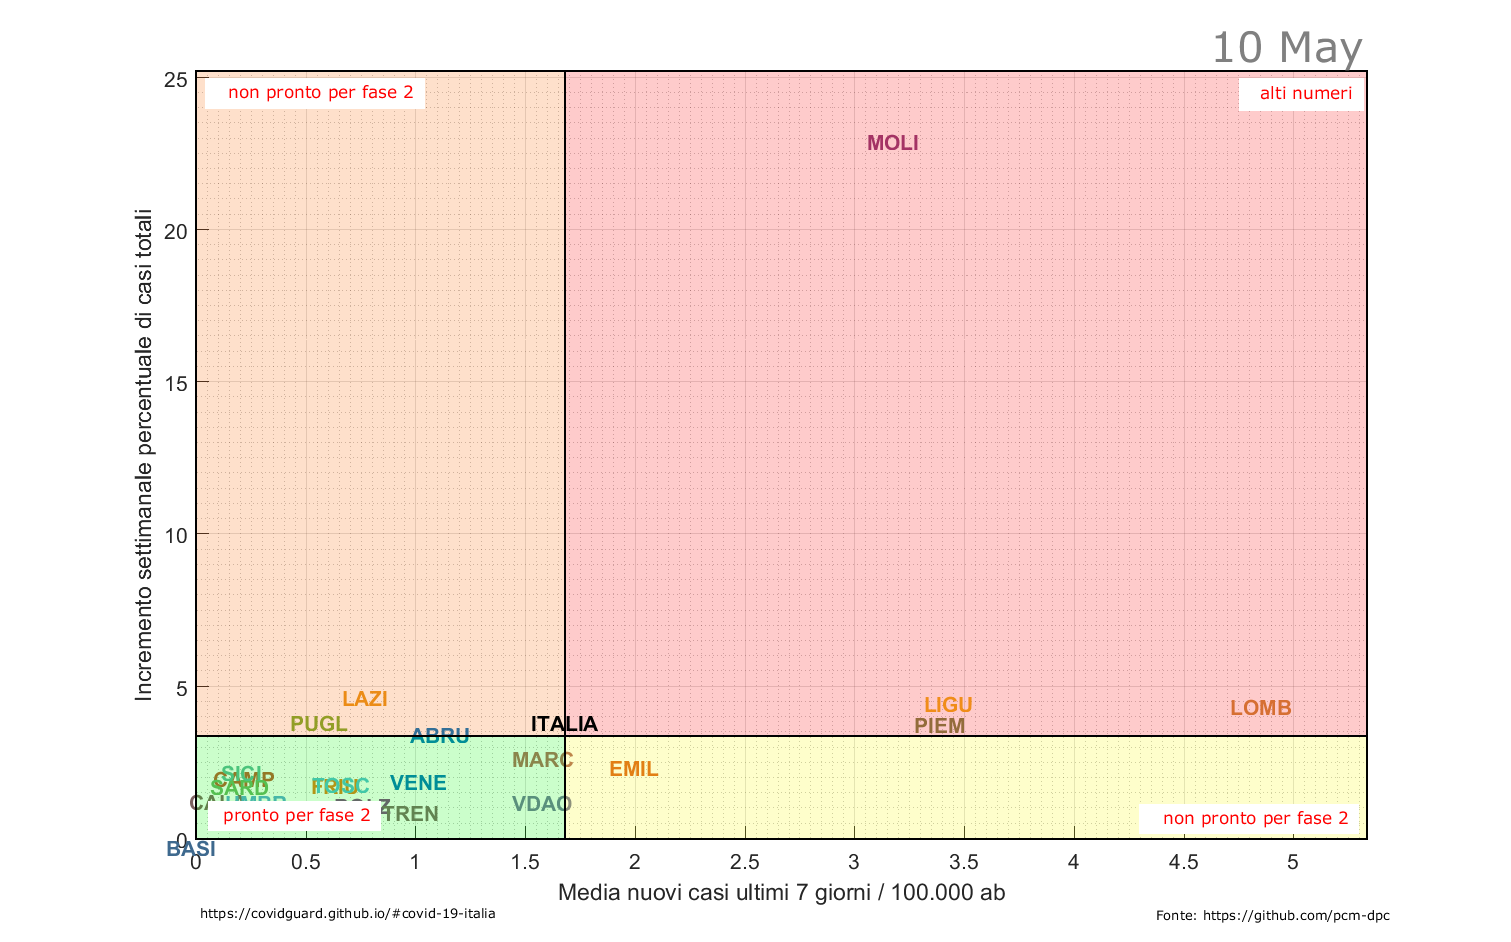 10 May
non pronto per fase 2
alti numeri
25
20
15
10
5
0
Incremento settimanale percentuale di casi totali
MOLI
LAZI
LIGU
LOMB
PUGL
ITALIA
PIEM
ABRU
MARC
EMIL
SICI
CAMP
SARD
FRIU
TOSC
VENE
VDAO
TREN
pronto per fase 2
non pronto per fase 2
BASI
0 0.5 1 1.5 2 2.5 3 3.5 4 4.5 5
Media nuovi casi ultimi 7 giorni / 100.000 ab
https://covidguard.github.io/#covid-19-italia
Fonte: https://github.com/pcm-dpc